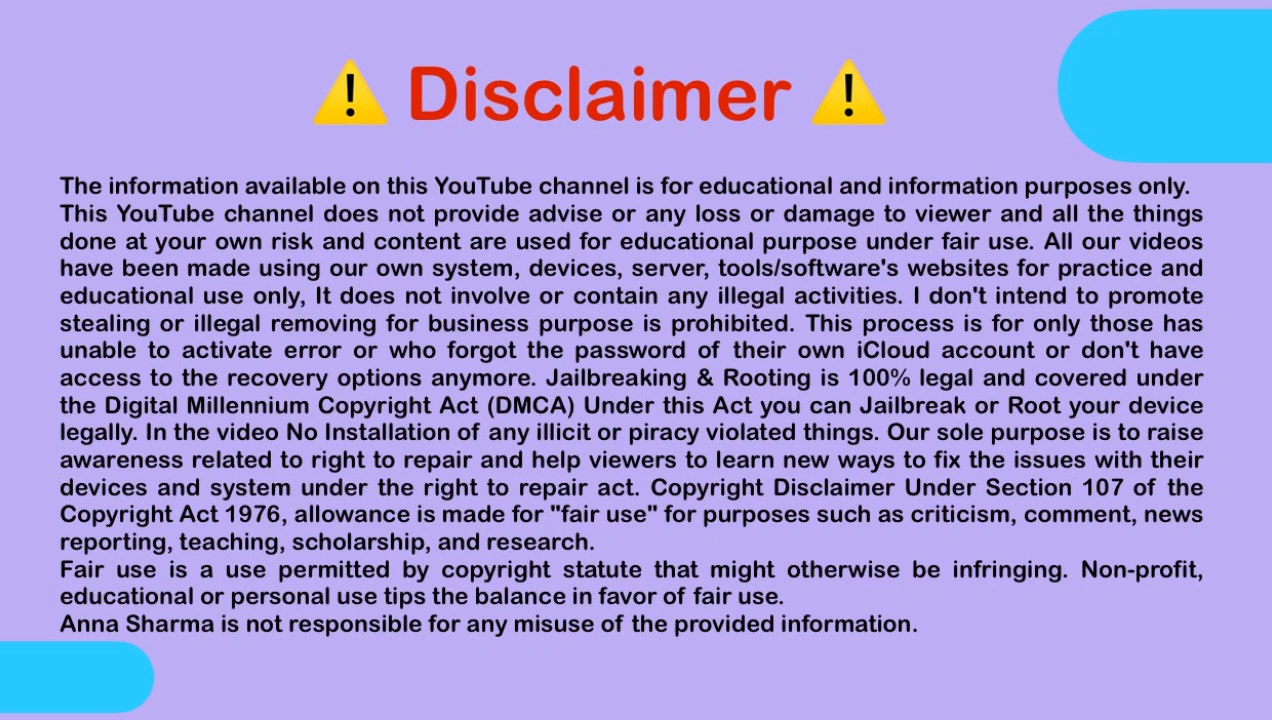 ⚠️ Disclaimer ⚠️
The information available on this YouTube channel is for educational and information purposes only.
This YouTube channel does not provide advise or any loss or damage to viewer and all the things
done at your own risk and content are used for educational purpose under fair use. All our videos
have been made using our own system, devices, server, tools/software's websites for practice and
educational use only, It does not involve or contain any illegal activities. I don't intend to promote
stealing or illegal removing for business purpose is prohibited. This process is for only those has
unable to activate error or who forgot the password of their own iCloud account or don't have
access to the recovery options anymore. Jailbreaking & Rooting is 100% legal and covered under
the Digital Millennium Copyright Act (DMCA) Under this Act you can Jailbreak or Root your device
legally. In the video No Installation of any illicit or piracy violated things. Our sole purpose is to raise
awareness related to right to repair and help viewers to learn new ways to fix the issues with their
devices and system under the right to repair act. Copyright Disclaimer Under Section 107 of the
Copyright Act 1976, allowance is made for "fair use" for purposes such as criticism, comment, news
reporting, teaching, scholarship, and research.
Fair use is a use permitted by copyright statute that might otherwise be infringing. Non-profit,
educational or personal use tips the balance in favor of fair use.
Anna Sharma is not responsible for any misuse of the provided information.